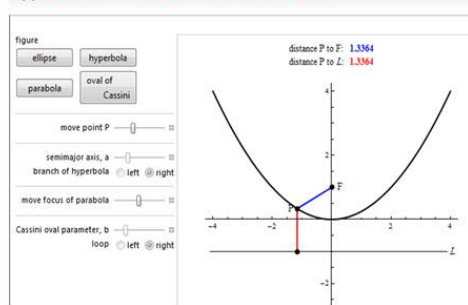 figure
ellipse
hyperbola
parabola
oval of
Cassini
move point P
semimajor axis, a
branch of hyperbola left right
move focus of parabola
Cassini oval parameter, b
loop left right
distance P to F: 1.3364
distance P to L: 1.3364
4
2
F
P
-4 -2 2 4
L
-2